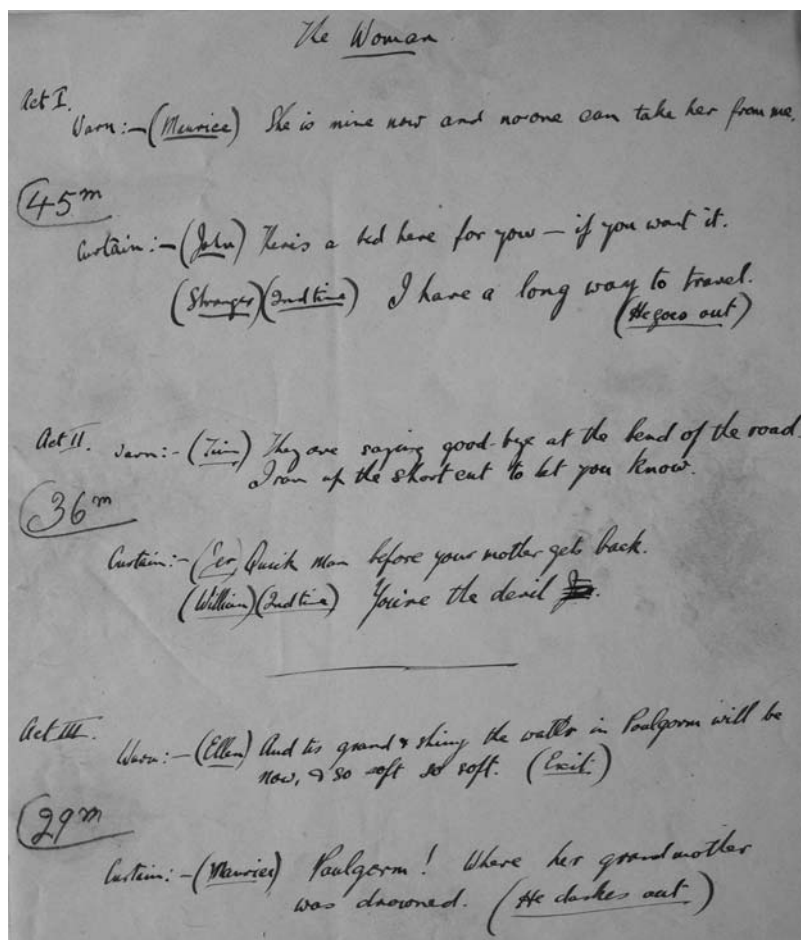 The Woman
Act I.
Warn:-(Maurice) She is mine now and no-one can take her from me.
45m
Curtain:-(John) There's a bed here for you - if you want it.
(Stranger)(2nd time) I have a long way to travel.
(He goes out)
Act II. Warn:-(Tim) They are saying good-bye at the bend of the road.
I ran up the short cut to let you know.
36m
Curtain:-(Jer) Quick man before your mother gets back.
(William)(2nd time) You're the devil
Act III.
Warn:-(Ellen) And tis grand & shiny the water in Poulgorm will be
now, & so soft so soft. (Exit)
29m
Curtain:-(Maurice) Poulgorm! Where her grandmother
was drowned. (He dashes out)